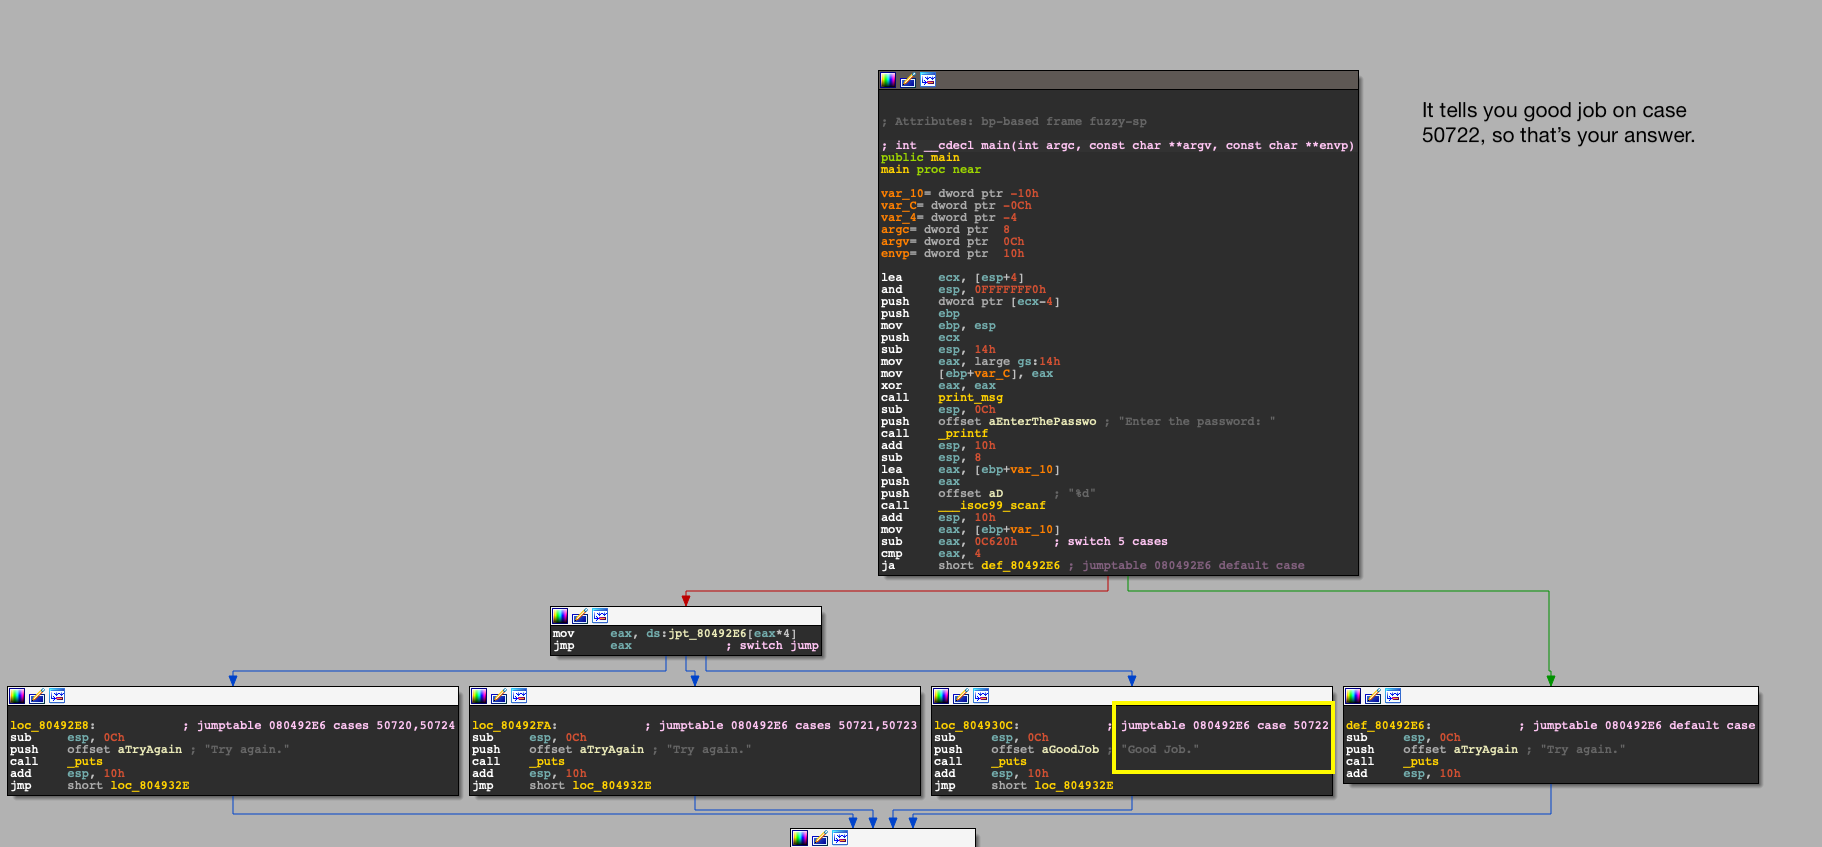 It tells you good job on case
50722, so that’s your answer.
; Attributes: bp-based frame fuzzy-sp
; int __cdecl main(int argc, const char **argv, const char **envp)
public main
main proc near
var_10= dword ptr -10h
var_C= dword ptr -0Ch
var_4= dword ptr -4
argc= dword ptr  8
argv= dword ptr  0Ch
envp= dword ptr  10h
lea     ecx, [esp+4]
and     esp, 0FFFFFFF0h
push    dword ptr [ecx-4]
push    ebp
mov     ebp, esp
push    ecx
sub     esp, 14h
mov     eax, large gs:14h
mov     [ebp+var_C], eax
xor     eax, eax
call    print_msg
sub     esp, 0Ch
push    offset aEnterThePasswo ; "Enter the password: "
call    _printf
add     esp, 10h
sub     esp, 8
lea     eax, [ebp+var_10]
push    eax
push    offset aD       ; "%d"
call    ___isoc99_scanf
add     esp, 10h
mov     eax, [ebp+var_10]
sub     eax, 0C620h     ; switch 5 cases
cmp     eax, 4
ja      short def_80492E6 ; jumptable 080492E6 default case
mov     eax, ds:jpt_80492E6[eax*4]
jmp     eax             ; switch jump
loc_80492E8:            ; jumptable 080492E6 cases 50720,50724
sub     esp, 0Ch
push    offset aTryAgain ; "Try again."
call    _puts
add     esp, 10h
jmp     short loc_804932E
loc_80492FA:            ; jumptable 080492E6 cases 50721,50723
sub     esp, 0Ch
push    offset aTryAgain ; "Try again."
call    _puts
add     esp, 10h
jmp     short loc_804932E
loc_804930C:            ; jumptable 080492E6 case 50722
sub     esp, 0Ch
push    offset aGoodJob ; "Good Job."
call    _puts
add     esp, 10h
jmp     short loc_804932E
def_80492E6:            ; jumptable 080492E6 default case
sub     esp, 0Ch
push    offset aTryAgain ; "Try again."
call    _puts
add     esp, 10h